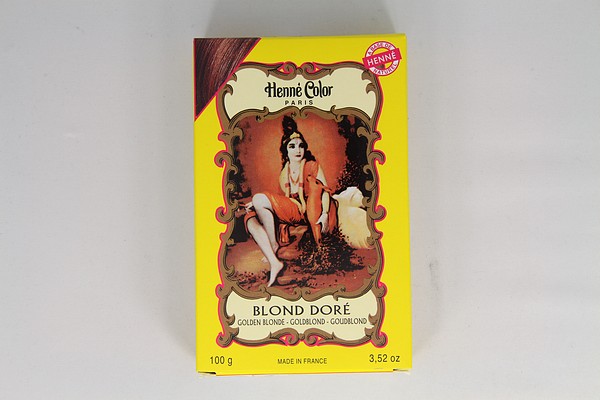 À BASE DE
HENNÉ
NATUREL
Henné Color
PARIS
BLOND DORÉ
GOLDEN BLONDE - GOLDBLOND - GOUDBLOND
100 g
MADE IN FRANCE
3,52 oz